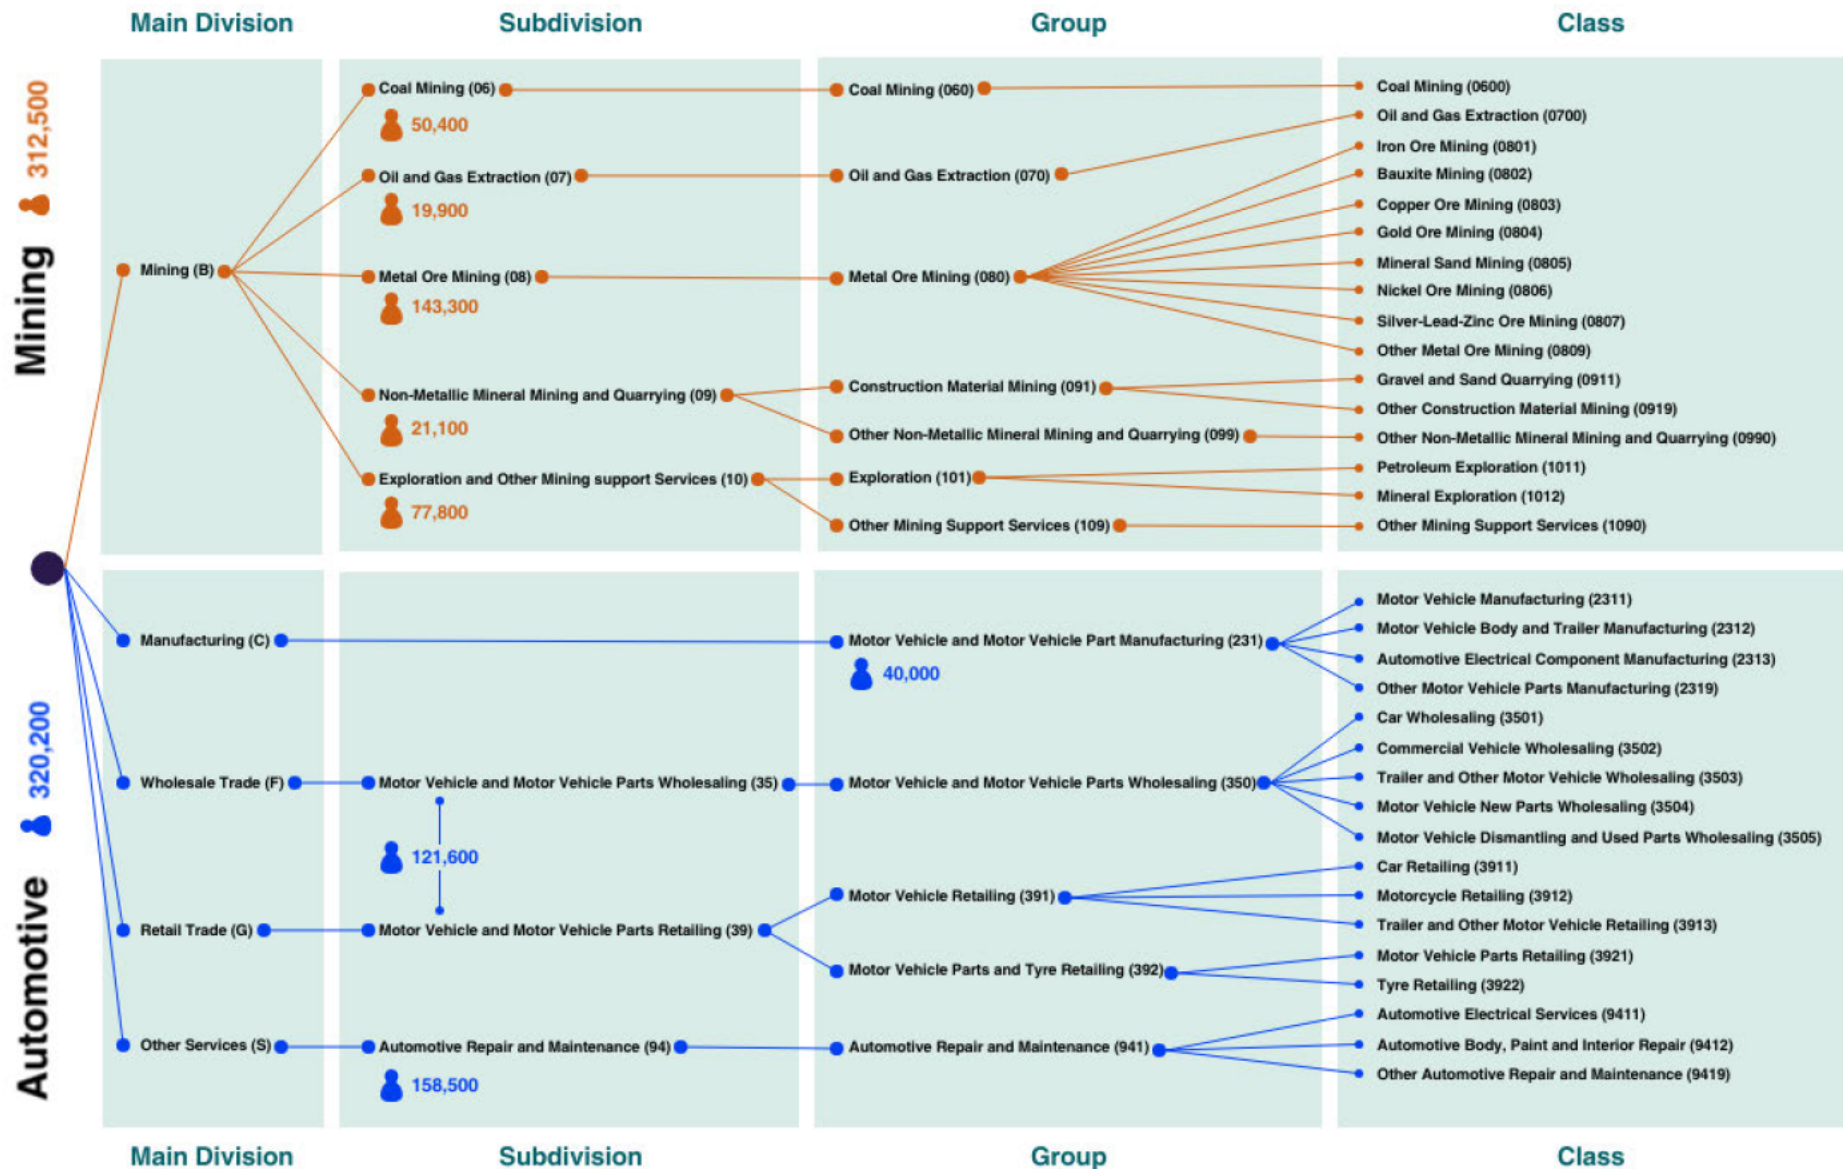 Main Division
Subdivision
Group
Class
Mining
312,500
Mining (B)
Coal Mining (06)
50,400
Oil and Gas Extraction (07)
19,900
Metal Ore Mining (08)
143,300
Non-Metallic Mineral Mining and Quarrying (09)
21,100
Exploration and Other Mining support Services (10)
77,800
Coal Mining (060)
Oil and Gas Extraction (070)
Metal Ore Mining (080)
Construction Material Mining (091)
Other Non-Metallic Mineral Mining and Quarrying (099)
Exploration (101)
Other Mining Support Services (109)
Coal Mining (0600)
Oil and Gas Extraction (0700)
Iron Ore Mining (0801)
Bauxite Mining (0802)
Copper Ore Mining (0803)
Gold Ore Mining (0804)
Mineral Sand Mining (0805)
Nickel Ore Mining (0806)
Silver-Lead-Zinc Ore Mining (0807)
Other Metal Ore Mining (0809)
Gravel and Sand Quarrying (0911)
Other Construction Material Mining (0919)
Other Non-Metallic Mineral Mining and Quarrying (0990)
Petroleum Exploration (1011)
Mineral Exploration (1012)
Other Mining Support Services (1090)
Automotive
320,200
Manufacturing (C)
Wholesale Trade (F)
Retail Trade (G)
Other Services (S)
Motor Vehicle and Motor Vehicle Parts Wholesaling (35)
121,600
Motor Vehicle and Motor Vehicle Parts Retailing (39)
Automotive Repair and Maintenance (94)
158,500
Motor Vehicle and Motor Vehicle Part Manufacturing (231)
40,000
Motor Vehicle and Motor Vehicle Parts Wholesaling (350)
Motor Vehicle Retailing (391)
Motor Vehicle Parts and Tyre Retailing (392)
Automotive Repair and Maintenance (941)
Motor Vehicle Manufacturing (2311)
Motor Vehicle Body and Trailer Manufacturing (2312)
Automotive Electrical Component Manufacturing (2313)
Other Motor Vehicle Parts Manufacturing (2319)
Car Wholesaling (3501)
Commercial Vehicle Wholesaling (3502)
Trailer and Other Motor Vehicle Wholesaling (3503)
Motor Vehicle New Parts Wholesaling (3504)
Motor Vehicle Dismantling and Used Parts Wholesaling (3505)
Car Retailing (3911)
Motorcycle Retailing (3912)
Trailer and Other Motor Vehicle Retailing (3913)
Motor Vehicle Parts Retailing (3921)
Tyre Retailing (3922)
Automotive Electrical Services (9411)
Automotive Body, Paint and Interior Repair (9412)
Other Automotive Repair and Maintenance (9419)
Main Division
Subdivision
Group
Class